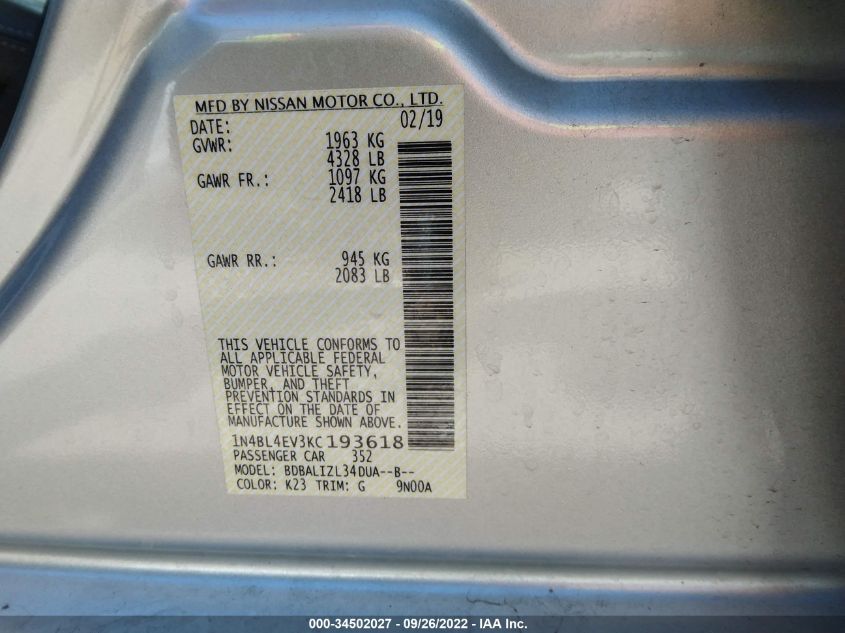 MFD BY NISSAN MOTOR CO., LTD.
DATE: 02/19
GVWR: 1963 KG
4328 LB
GAWR FR.: 1097 KG
2418 LB
GAWR RR.: 945 KG
2083 LB
THIS VEHICLE CONFORMS TO
ALL APPLICABLE FEDERAL
MOTOR VEHICLE SAFETY,
BUMPER, AND THEFT
PREVENTION STANDARDS IN
EFFECT ON THE DATE OF
MANUFACTURE SHOWN ABOVE.
1N4BL4EV3KC193618
PASSENGER CAR 352
MODEL: BDBALIZL34DUA--B--
COLOR: K23 TRIM: G 9N00A
000-34502027 - 09/26/2022 - IAA Inc.